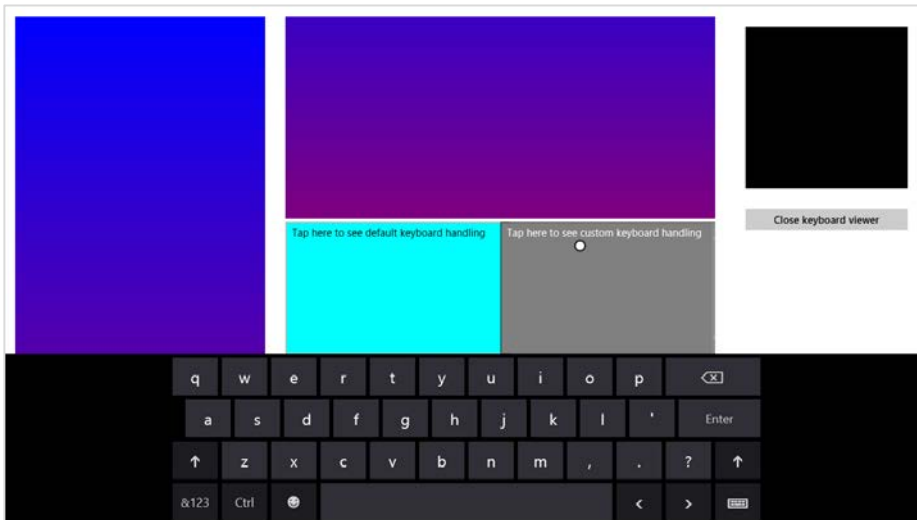 Close keyboard viewer
Tap here to see default keyboard handling
Tap here to see custom keyboard handling
q w e r t y u i o p
a s d f g h j k l ' Enter
z x c v b n m , . ? 
&123 Ctrl < >